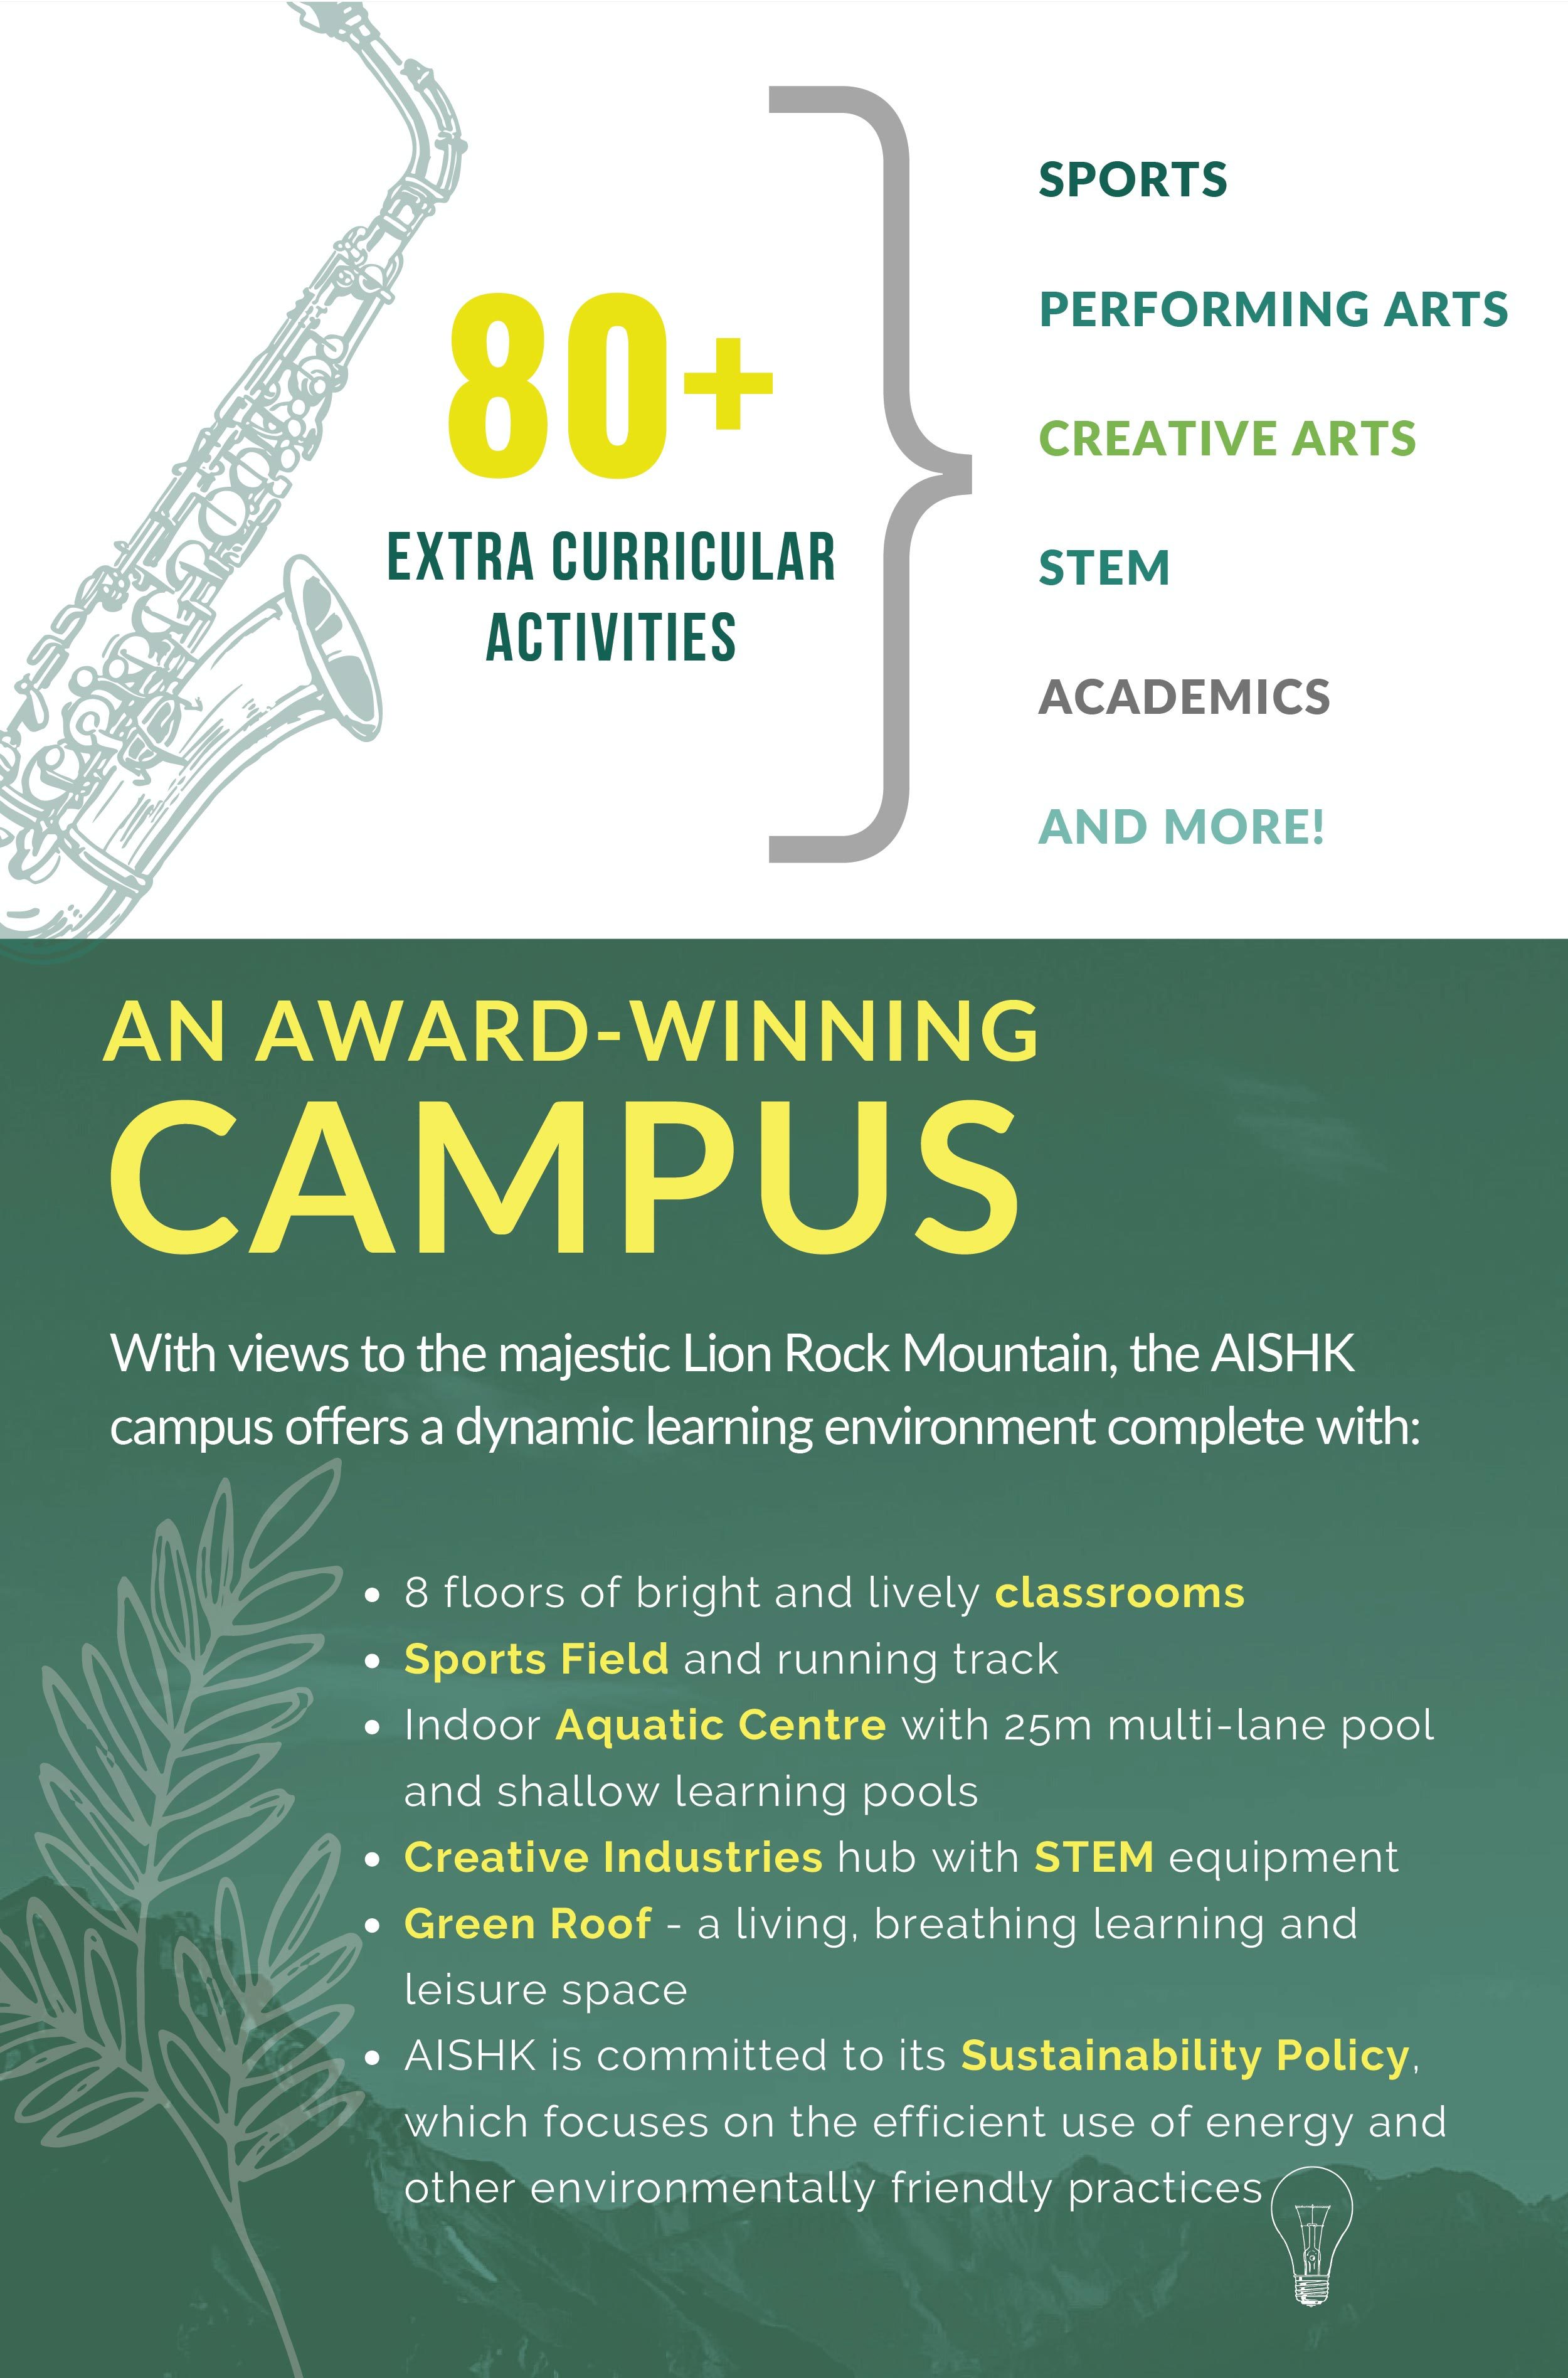 80+
EXTRA CURRICULAR
ACTIVITIES
SPORTS
PERFORMING ARTS
CREATIVE ARTS
STEM
ACADEMICS
AND MORE!
AN AWARD-WINNING
CAMPUS
With views to the majestic Lion Rock Mountain, the AISHK
campus offers a dynamic learning environment complete with:
• 8 floors of bright and lively classrooms
• Sports Field and running track
• Indoor Aquatic Centre with 25m multi-lane pool
and shallow learning pools
• Creative Industries hub with STEM equipment
• Green Roof - a living, breathing learning and
leisure space
• AISHK is committed to its Sustainability Policy,
which focuses on the efficient use of energy and
other environmentally friendly practices